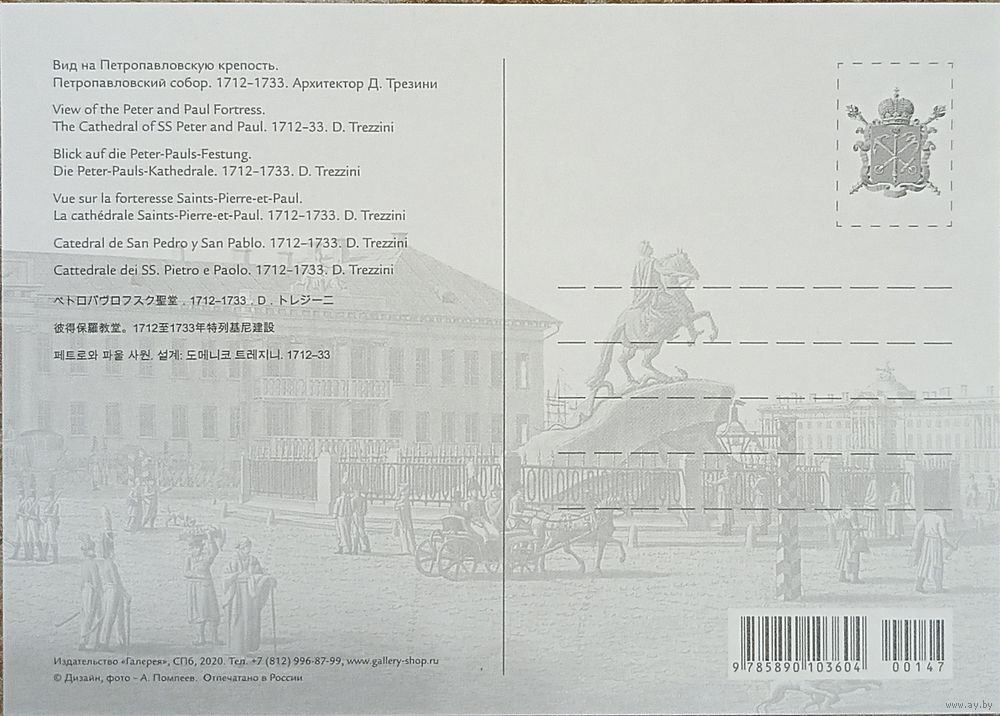 Вид на Петропавловскую крепость.
Петропавловский собор. 1712–1733. Архитектор Д. Трезини
View of the Peter and Paul Fortress.
The Cathedral of SS Peter and Paul. 1712–33. D. Trezzini
Blick auf die Peter-Pauls-Festung.
Die Peter-Pauls-Kathedrale. 1712–1733. D. Trezzini
Vue sur la forteresse Saints-Pierre-et-Paul.
La cathédrale Saints-Pierre-et-Paul. 1712–1733. D. Trezzini
Catedral de San Pedro y San Pablo. 1712–1733. D. Trezzini
Cattedrale dei SS. Pietro e Paolo. 1712–1733. D. Trezzini
ペトロパヴロフスク聖堂 . 1712–1733 . D . トレジーニ
彼得保羅教堂。1712至1733年特列基尼建設
페트로와 파울 사원. 설계: 도메니코 트레지니. 1712–33
Издательство «Галерея», СПб, 2020. Тел. +7 (812) 996-87-99, www.gallery-shop.ru
© Дизайн, фото – А. Помпеев. Отпечатано в России
9 785890 103604
00147
www.ay.by